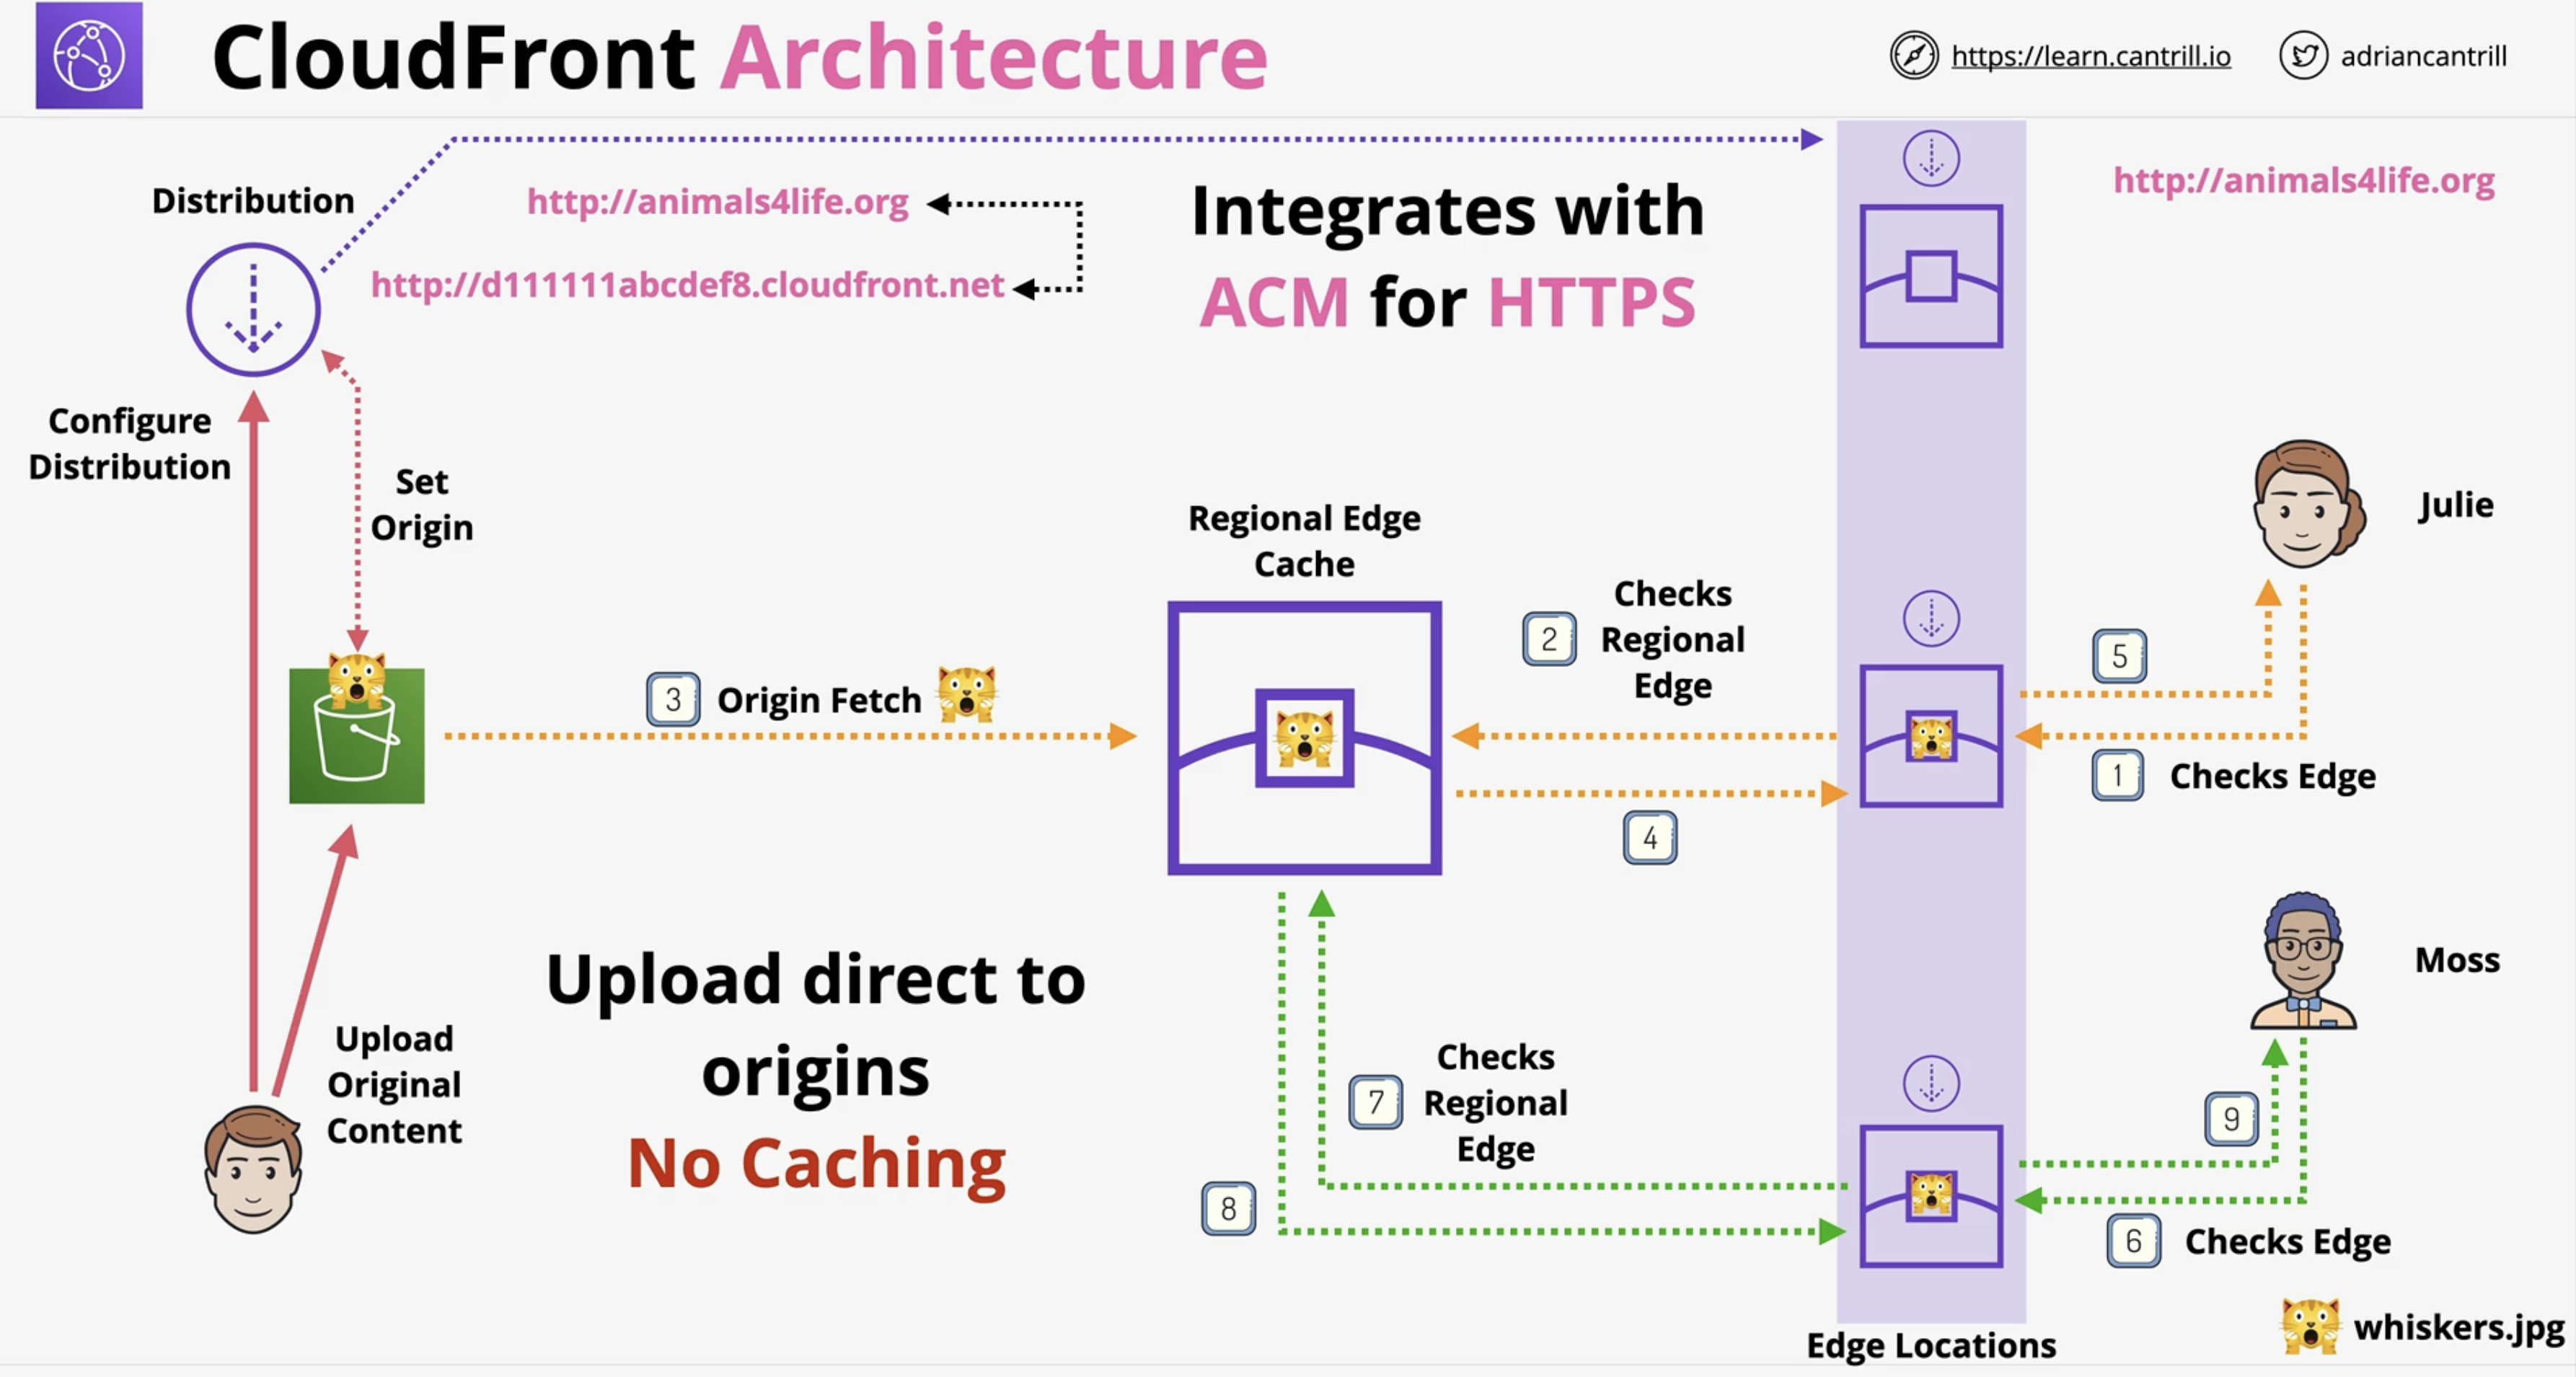 CloudFront Architecture
https://learn.cantrill.io
adriancantrill
Distribution
http://animals4life.org
http://d111111abcdef8.cloudfront.net
Integrates with
ACM for HTTPS
http://animals4life.org
Configure
Distribution
Set
Origin
Regional Edge
Cache
2
Checks
Regional
Edge
Julie
5
3 Origin Fetch
1 Checks Edge
4
Upload direct to
origins
No Caching
Moss
Upload
Original
Content
7
Checks
Regional
Edge
9
8
6 Checks Edge
whiskers.jpg
Edge Locations